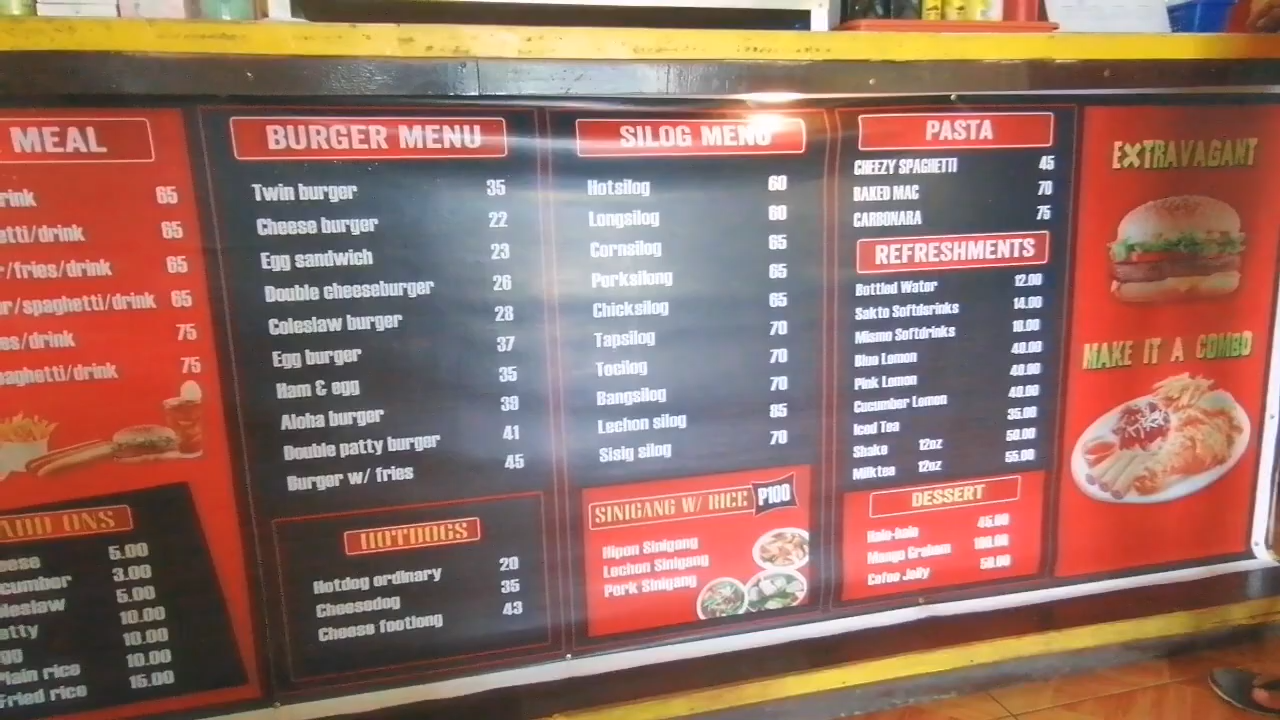 MEAL
rink 65
etti/drink 65
r/fries/drink 65
ur/spaghetti/drink 65
es/drink 75
paghetti/drink 75
ADD ONS
eese 5.00
cumber 3.00
leslaw 5.00
atty 10.00
gg 10.00
Plain rice 10.00
Fried rice 15.00
BURGER MENU
Twin burger 35
Cheese burger 22
Egg sandwich 23
Double cheeseburger 26
Coleslaw burger 28
Egg burger 37
Ham & egg 35
Aloha burger 39
Double patty burger 41
Burger w/ fries 45
HOTDOGS
Hotdog ordinary 20
Cheesedog 35
Cheese footlong 43
SILOG MENU
Hotsilog 60
Longsilog 60
Cornsilog 65
Porksilong 65
Chicksilog 65
Tapsilog 70
Tocilog 70
Bangsilog 70
Lechon silog 85
Sisig silog 70
SINIGANG W/ RICE P100
Hipon Sinigang
Lechon Sinigang
Pork Sinigang
PASTA
CHEEZY SPAGHETTI 45
BAKED MAC 70
CARBONARA 75
REFRESHMENTS
Bottled Water 12.00
Sakto Softdsrinks 14.00
Mismo Softdrinks 18.00
Blue Lemon 40.00
Pink Lemon 40.00
Cucumber Lemon 40.00
Iced Tea 35.00
Shake 12oz 50.00
Milktea 12oz 55.00
DESSERT
Halo-halo 45.00
Mango Graham 100.00
Cofee Jelly 50.00
EXTRAVAGANT
MAKE IT A COMBO